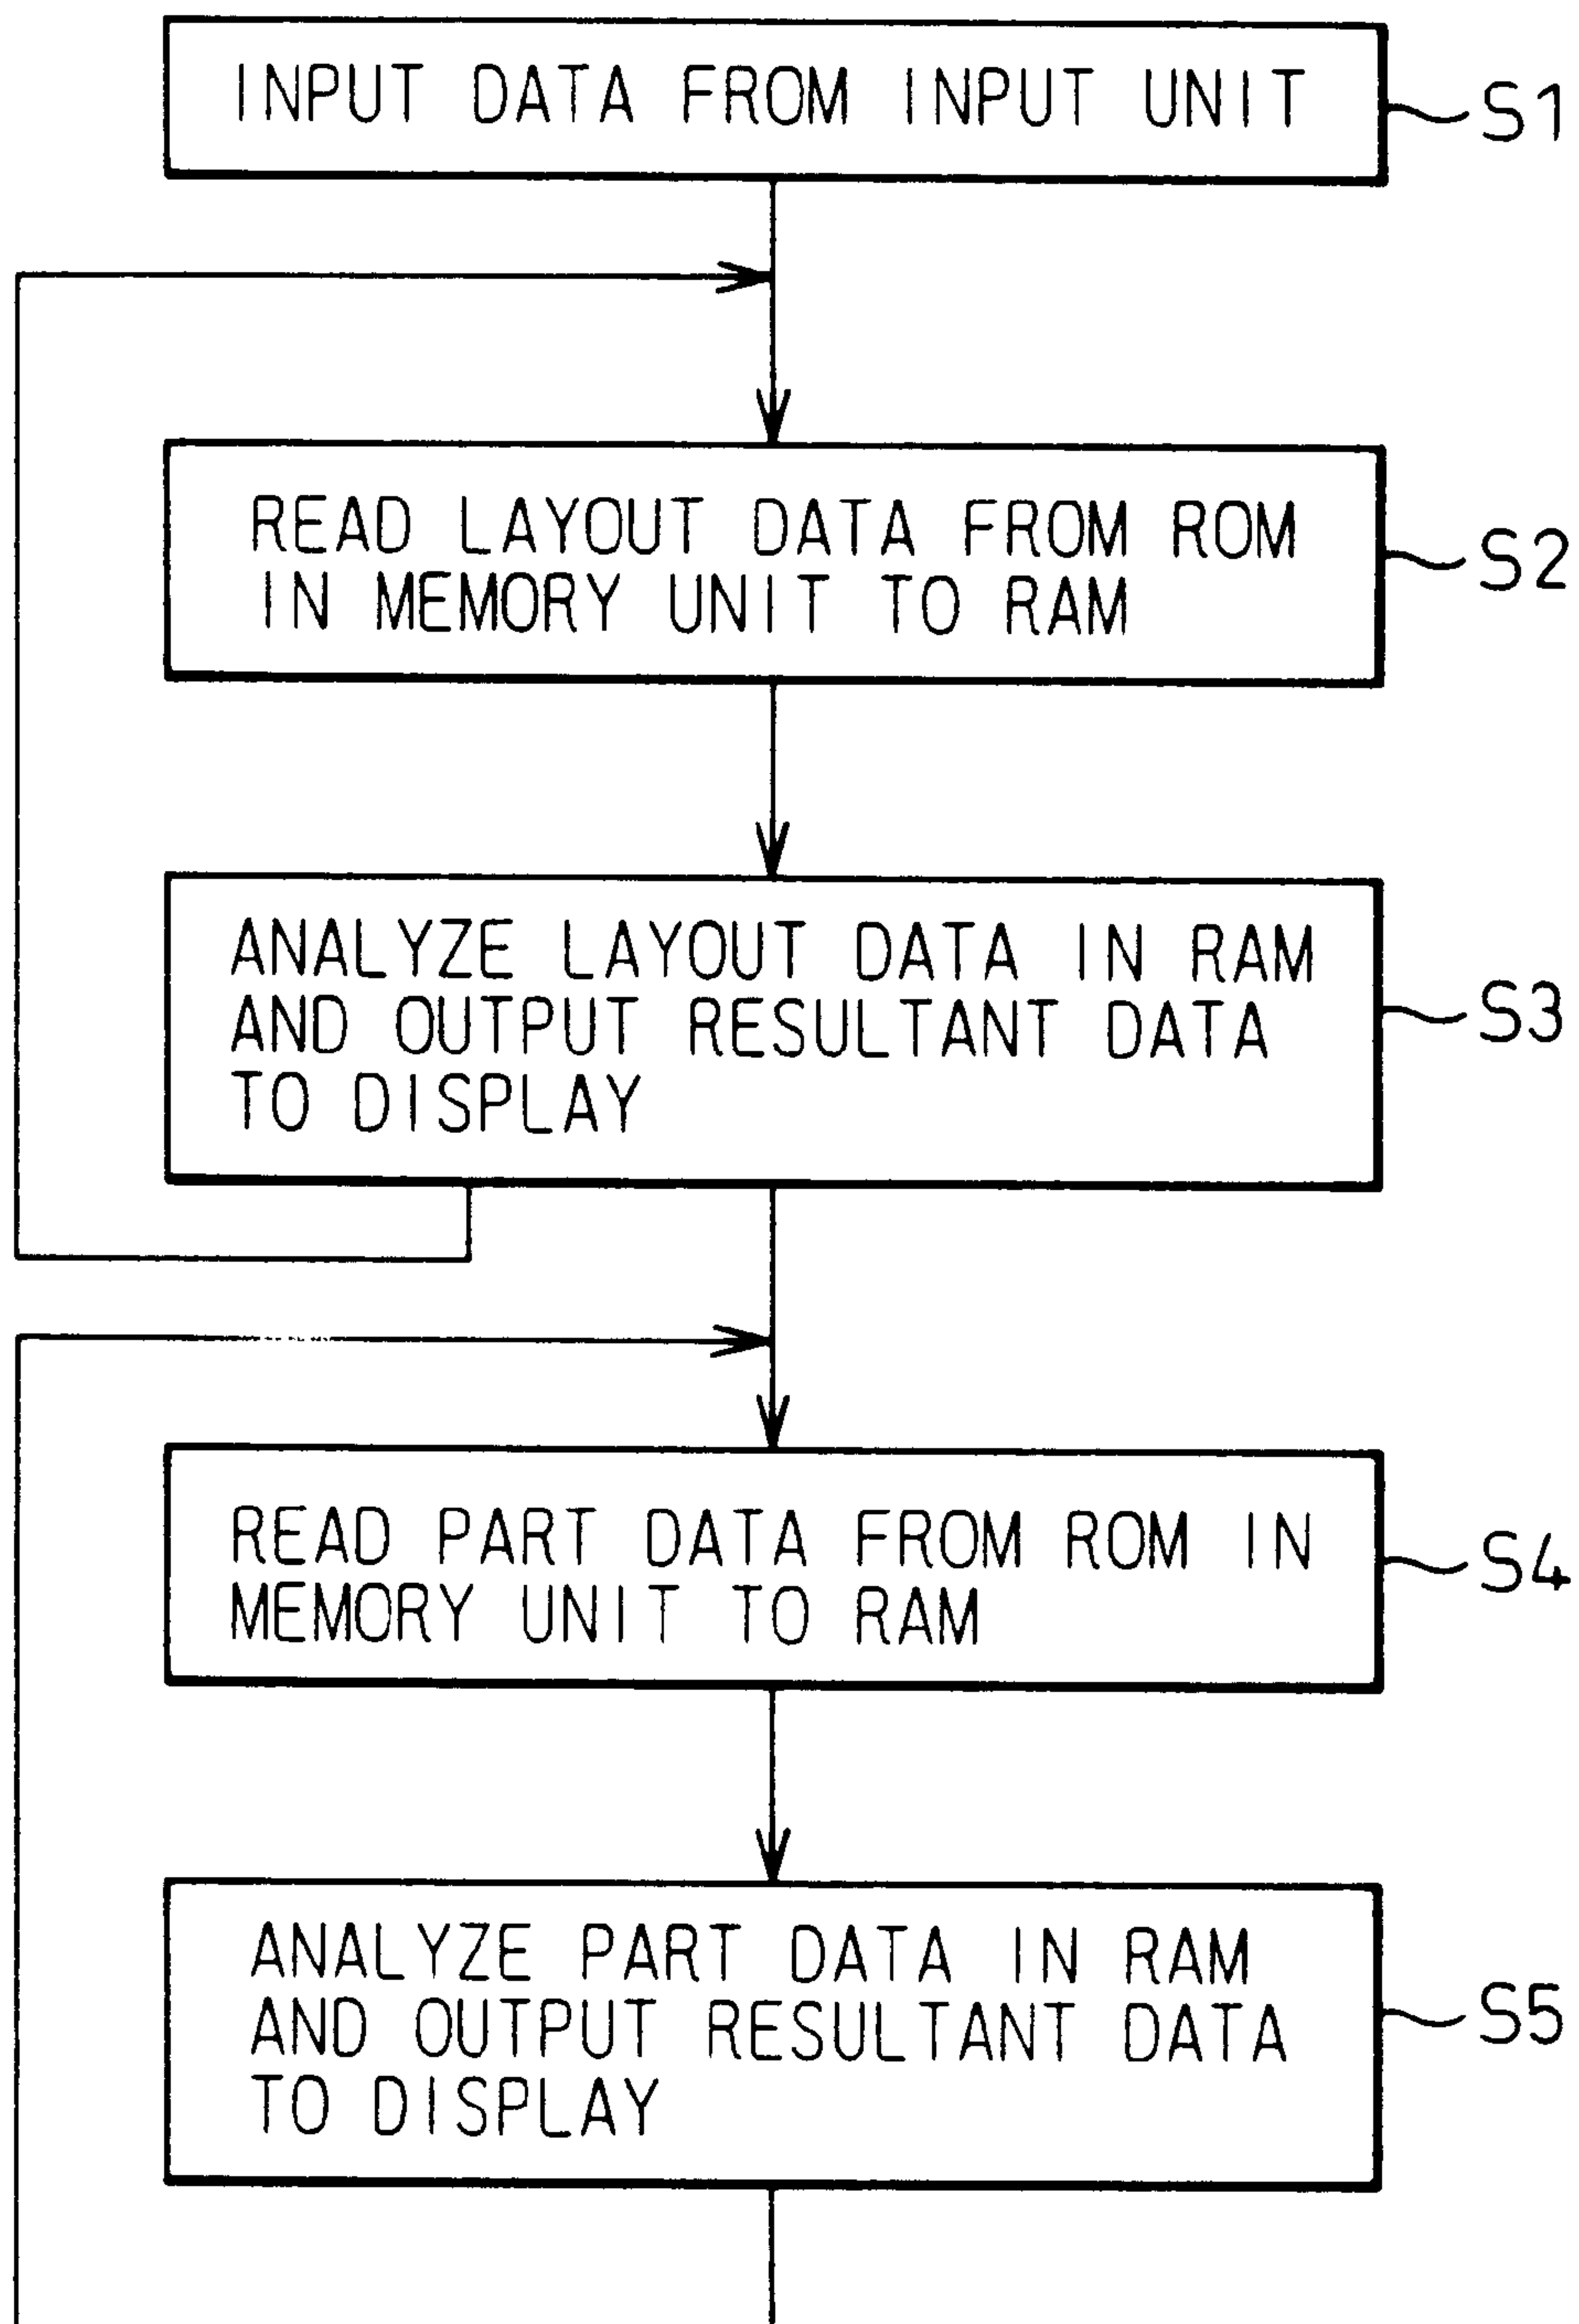 INPUT DATA FROM INPUT UNIT
S1
READ LAYOUT DATA FROM ROM
IN MEMORY UNIT TO RAM
S2
ANALYZE LAYOUT DATA IN RAM
AND OUTPUT RESULTANT DATA
TO DISPLAY
S3
READ PART DATA FROM ROM IN
MEMORY UNIT TO RAM
S4
ANALYZE PART DATA IN RAM
AND OUTPUT RESULTANT DATA
TO DISPLAY
S5